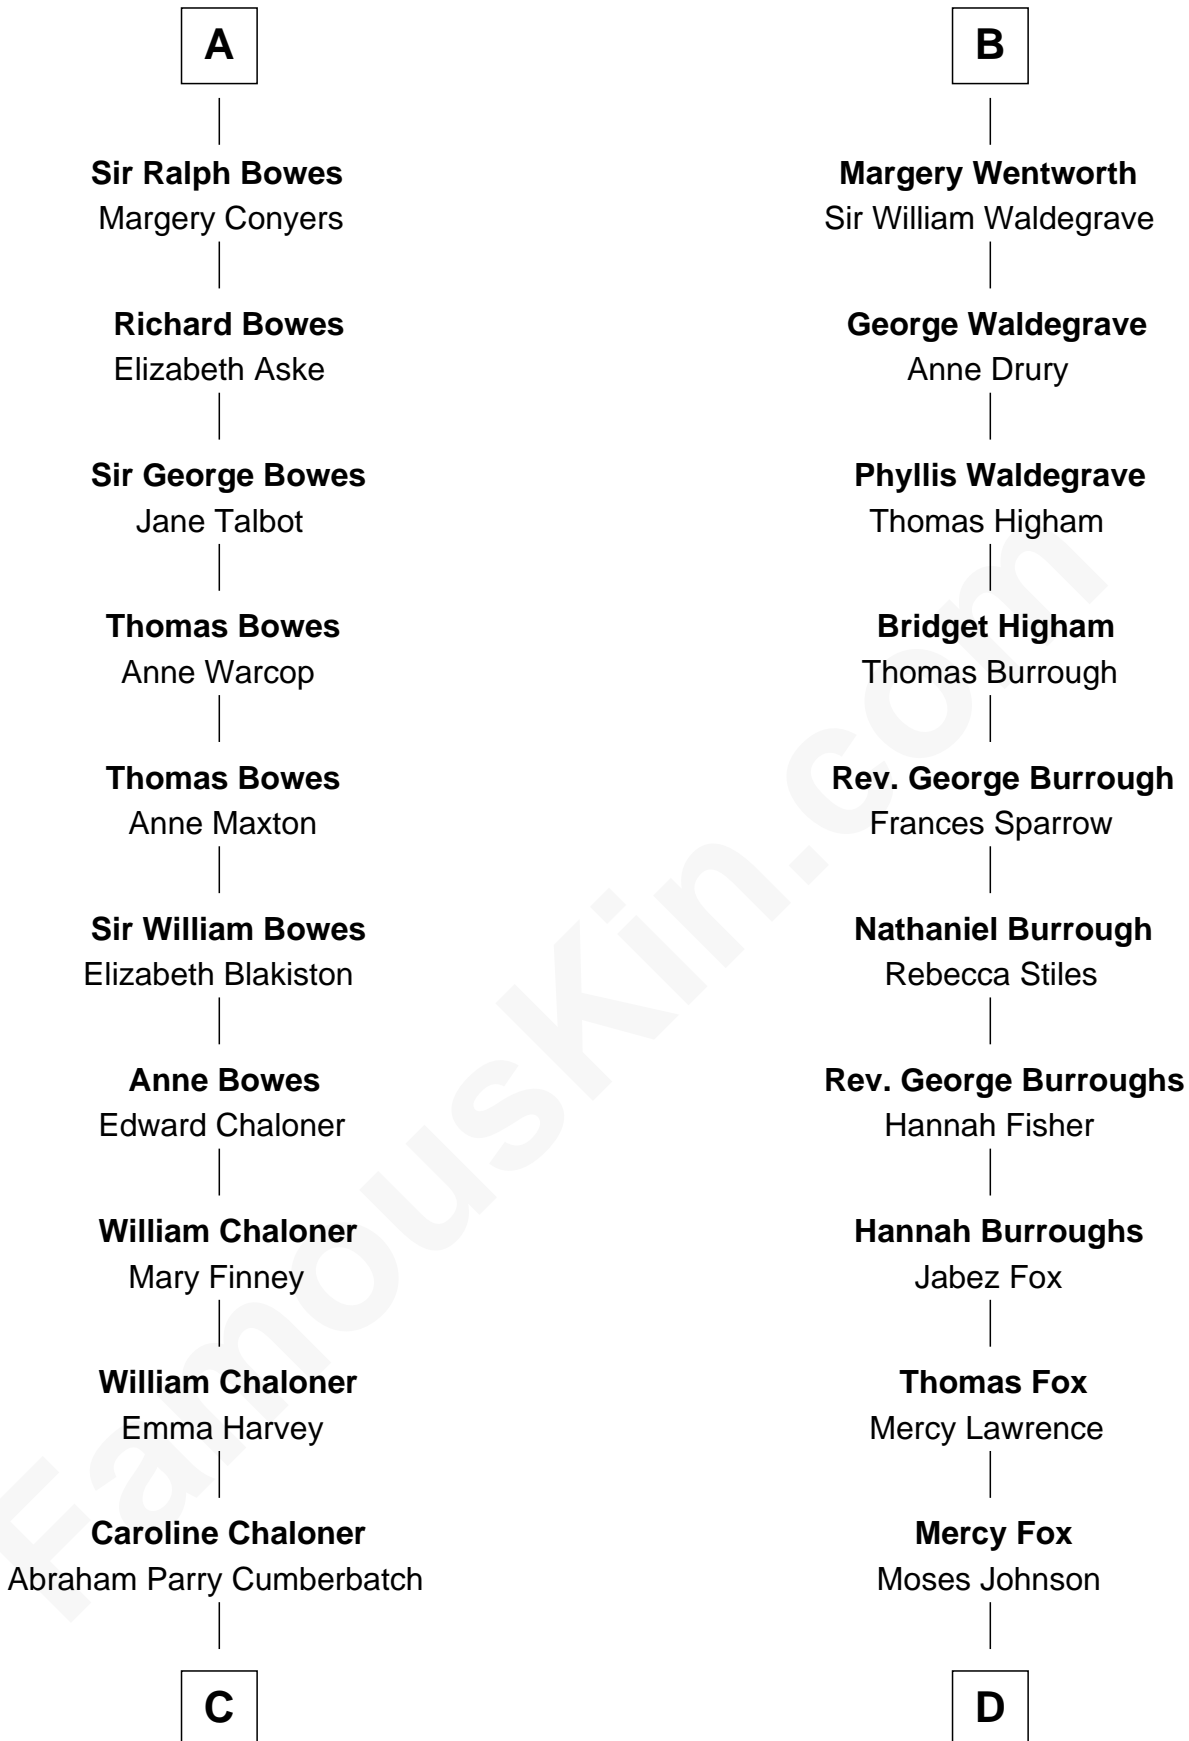 A
Sir Ralph Bowes
Margery Conyers
Richard Bowes
Elizabeth Aske
Sir George Bowes
Jane Talbot
Thomas Bowes
Anne Warcop
Thomas Bowes
Anne Maxton
Sir William Bowes
Elizabeth Blakiston
Anne Bowes
Edward Chaloner
William Chaloner
Mary Finney
William Chaloner
Emma Harvey
Caroline Chaloner
Abraham Parry Cumberbatch
C
B
Margery Wentworth
Sir William Waldegrave
George Waldegrave
Anne Drury
Phyllis Waldegrave
Thomas Higham
Bridget Higham
Thomas Burrough
Rev. George Burrough
Frances Sparrow
Nathaniel Burrough
Rebecca Stiles
Rev. George Burroughs
Hannah Fisher
Hannah Burroughs
Jabez Fox
Thomas Fox
Mercy Lawrence
Mercy Fox
Moses Johnson
D
FamousKin.com